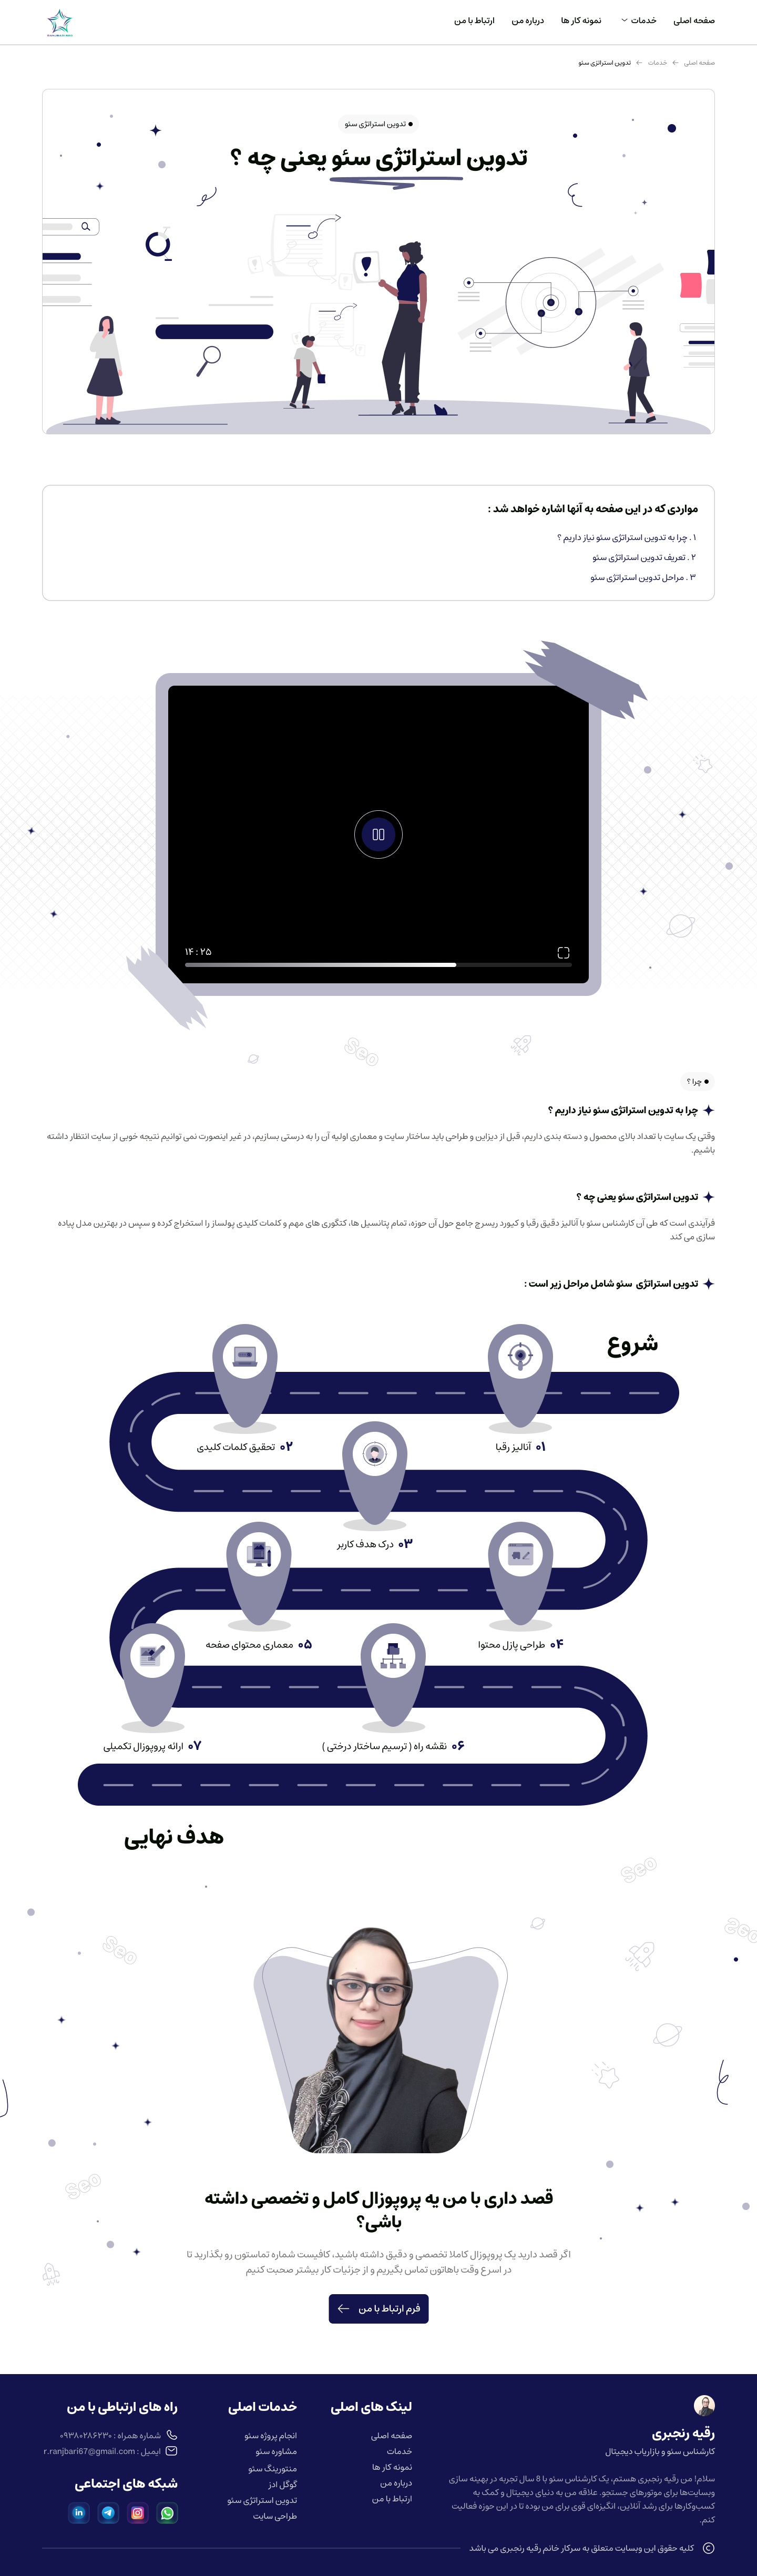 صفحه اصلی
خدمات
نمونه کار ها
درباره من
ارتباط با من
صفحه اصلی ← خدمات ← تدوین استراتژی سئو
تدوین استراتژی سئو
تدوین استراتژی سئو یعنی چه ؟
مواردی که در این صفحه به آنها اشاره خواهد شد :
۱ . چرا به تدوین استراتژی سئو نیاز داریم ؟
۲ . تعریف تدوین استراتژی سئو
۳ . مراحل تدوین استراتژی سئو
۱۴ : ۲۵
seo
چرا ؟
چرا به تدوین استراتژی سئو نیاز داریم ؟
وقتی یک سایت با تعداد بالای محصول و دسته بندی داریم، قبل از دیزاین و طراحی باید ساختار سایت و معماری اولیه آن را به درستی بسازیم، در غیر اینصورت نمی توانیم نتیجه خوبی از سایت انتظار داشته
باشیم.
تدوین استراتژی سئو یعنی چه ؟
فرآیندی است که طی آن کارشناس سئو با آنالیز دقیق رقبا و کیورد ریسرچ جامع حول آن حوزه، تمام پتانسیل ها، کتگوری های مهم و کلمات کلیدی پولساز را استخراج کرده و سپس در بهترین مدل پیاده
سازی می کند
تدوین استراتژی سئو شامل مراحل زیر است :
شروع
۰۱ آنالیز رقبا
۰۲ تحقیق کلمات کلیدی
۰۳ درک هدف کاربر
۰۴ طراحی پازل محتوا
۰۵ معماری محتوای صفحه
۰۶ نقشه راه ( ترسیم ساختار درختی )
۰۷ ارائه پروپوزال تکمیلی
هدف نهایی
seo
seo
seo
seo
قصد داری با من یه پروپوزال کامل و تخصصی داشته
باشی؟
اگر قصد دارید یک پروپوزال کاملا تخصصی و دقیق داشته باشید، کافیست شماره تماستون رو بگذارید تا
در اسرع وقت باهاتون تماس بگیریم و از جزئیات کار بیشتر صحبت کنیم
فرم ارتباط با من
رقیه رنجبری
کارشناس سئو و بازاریاب دیجیتال
سلام! من رقیه رنجبری هستم، یک کارشناس سئو با 8 سال تجربه در بهینه سازی
وبسایت‌ها برای موتورهای جستجو. علاقه من به دنیای دیجیتال و کمک به
کسب‌وکارها برای رشد آنلاین، انگیزه‌ای قوی برای من بوده تا در این حوزه فعالیت
کنم.
لینک های اصلی
صفحه اصلی
خدمات
نمونه کار ها
درباره من
ارتباط با من
خدمات اصلی
انجام پروژه سئو
مشاوره سئو
منتورینگ سئو
گوگل ادز
تدوین استراتژی سئو
طراحی سایت
راه های ارتباطی با من
شماره همراه : ۰۹۳۸۰۲۸۶۲۳۰
ایمیل : r.ranjbari67@gmail.com
شبکه های اجتماعی
in
کلیه حقوق این وبسایت متعلق به سرکار خانم رقیه رنجبری می باشد